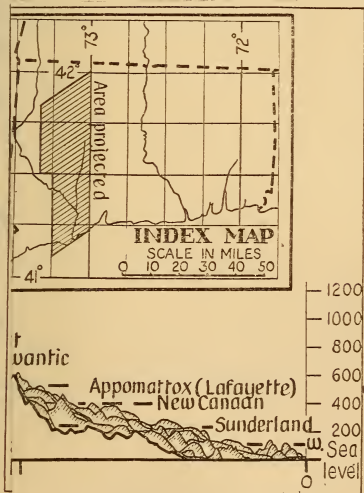 73°
72°
42°
Area projected
INDEX MAP
SCALE IN MILES
0 10 20 30 40 50
41°
1200
1000
800
t
vantic
600
Appomattox (Lafayette)
400
New Canaan
Sunderland
200
W.
Sea
level
0